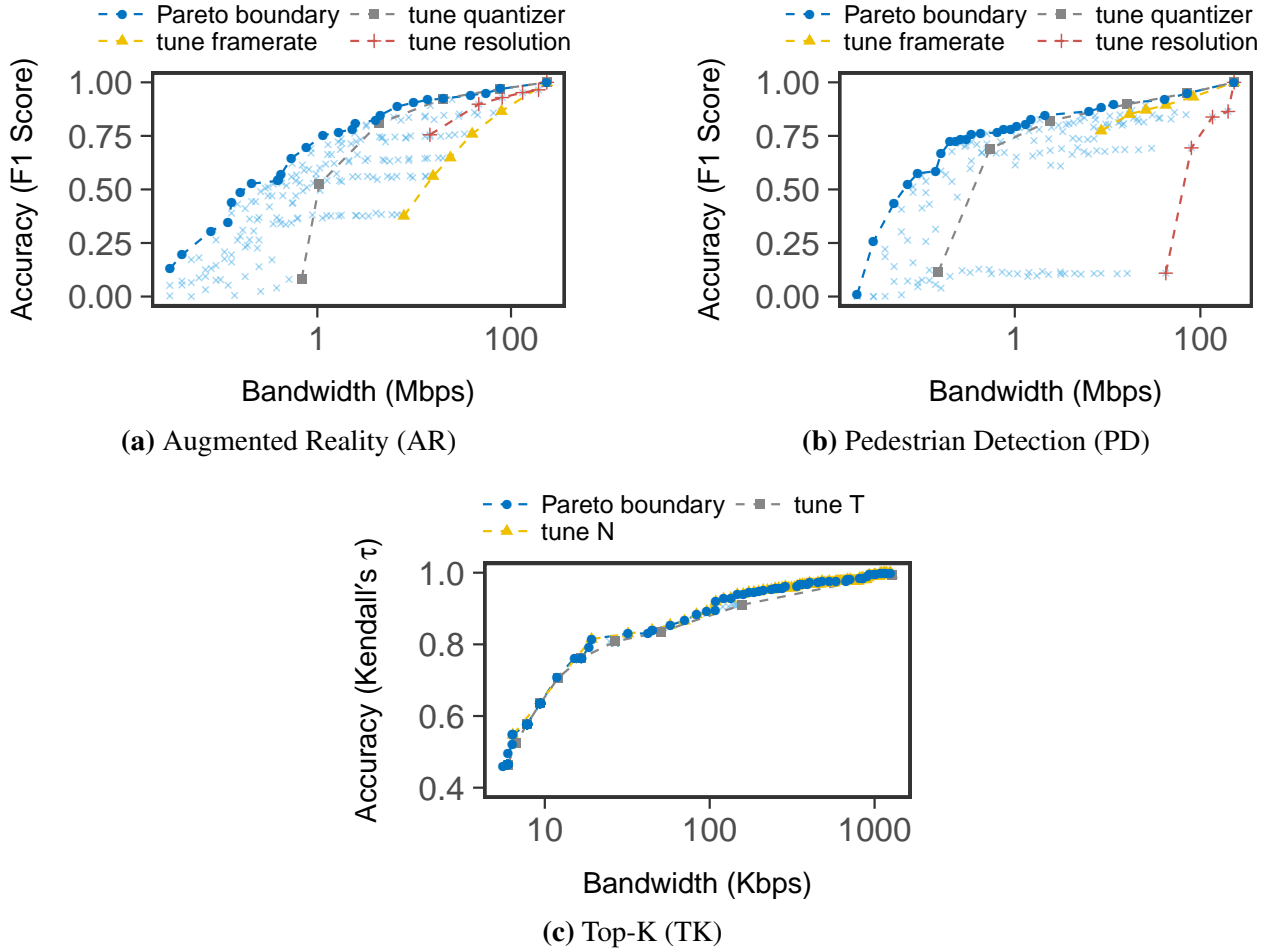 Pareto boundary tune quantizer
tune framerate tune resolution
1.00
0.75
0.50
0.25
0.00
Accuracy (F1 Score)
1 100
Bandwidth (Mbps)
(a) Augmented Reality (AR)
Pareto boundary tune quantizer
tune framerate tune resolution
1.00
0.75
0.50
0.25
0.00
Accuracy (F1 Score)
1 100
Bandwidth (Mbps)
(b) Pedestrian Detection (PD)
Pareto boundary tune T
tune N
1.0
0.8
0.6
0.4
Accuracy (Kendall's τ)
10 100 1000
Bandwidth (Kbps)
(c) Top-K (TK)